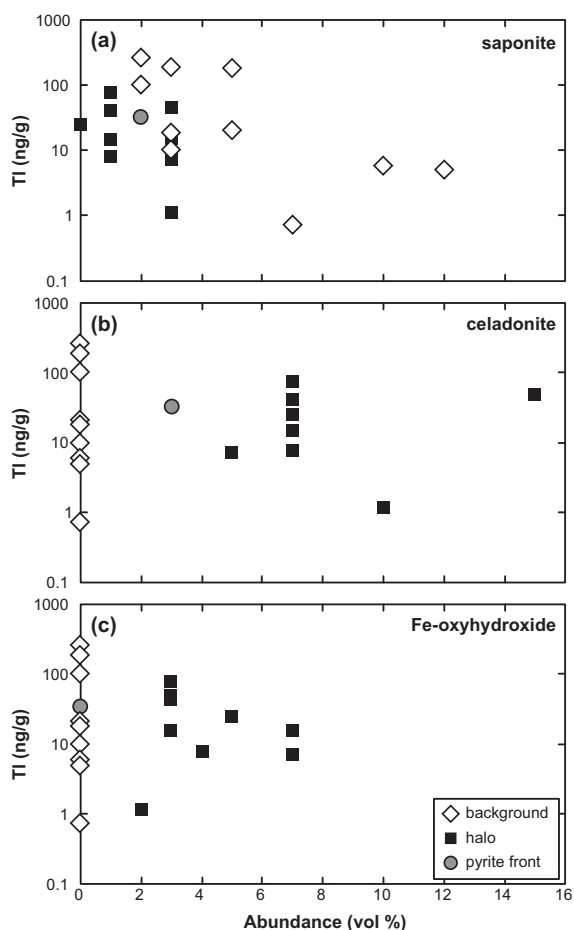 (a) saponite
1000
100
10
1
0.1
Tl (ng/g)
(b) celadonite
1000
100
10
1
0.1
Tl (ng/g)
(c) Fe-oxyhydroxide
1000
100
10
1
0.1
Tl (ng/g)
background
halo
pyrite front
0 2 4 6 8 10 12 14 16
Abundance (vol %)